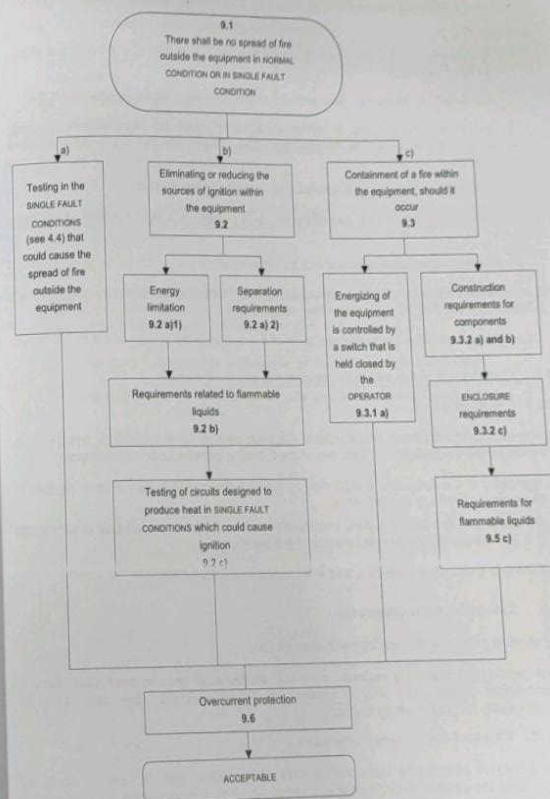 9.1
There shall be no spread of fire
outside the equipment in NORMAL
CONDITION OR IN SINGLE FAULT
CONDITION
a)
b)
c)
Testing in the
SINGLE FAULT
CONDITIONS
(see 4.4) that
could cause the
spread of fire
outside the
equipment
Eliminating or reducing the
sources of ignition within
the equipment
9.2
Containment of a fire within
the equipment, should it
occur
9.3
Energy
limitation
9.2 a)1)
Separation
requirements
9.2 a) 2)
Energizing of
the equipment
is controlled by
a switch that is
held closed by
the
OPERATOR
9.3.1 a)
Construction
requirements for
components
9.3.2 a) and b)
Requirements related to flammable
liquids
9.2 b)
ENCLOSURE
requirements
9.3.2 c)
Testing of circuits designed to
produce heat in SINGLE FAULT
CONDITIONS which could cause
ignition
9.2 c)
Requirements for
flammable liquids
9.5 c)
Overcurrent protection
9.6
ACCEPTABLE